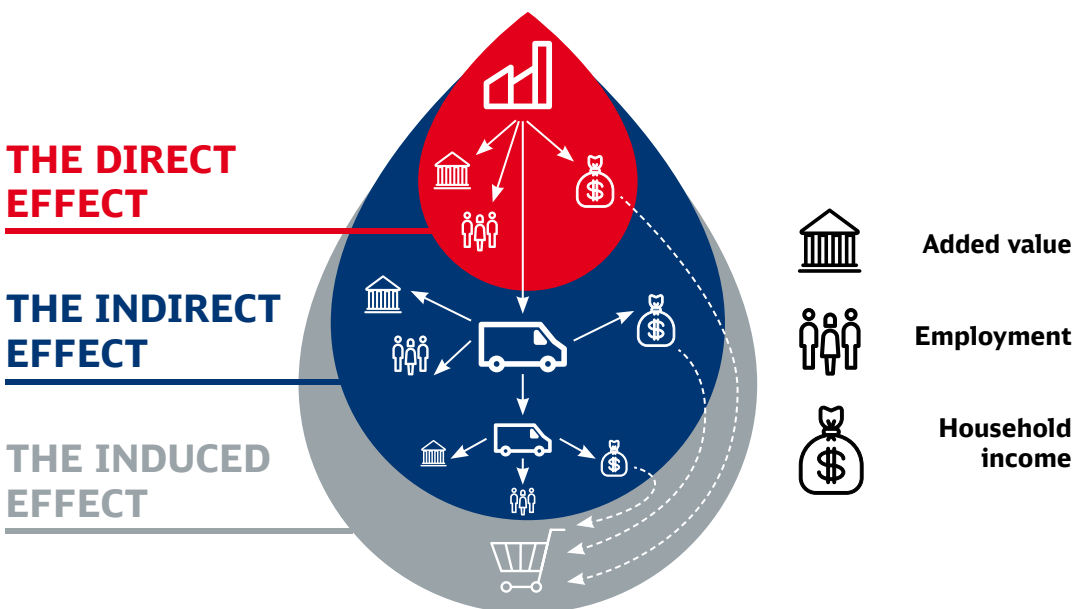 THE DIRECT
EFFECT
THE INDIRECT
EFFECT
THE INDUCED
EFFECT
Added value
Employment
Household
income
$
$
$
$